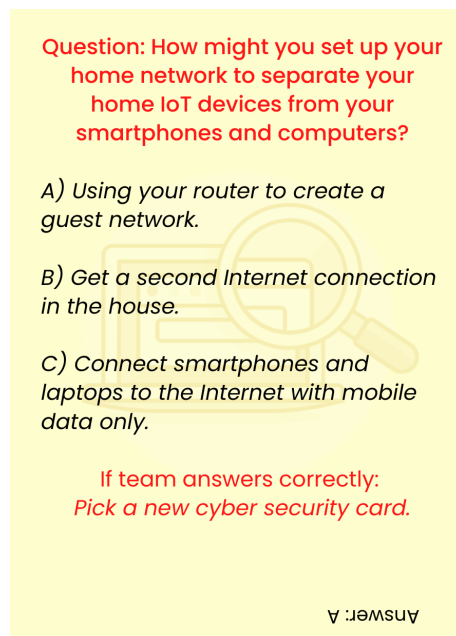 Question: How might you set up your
home network to separate your
home IoT devices from your
smartphones and computers?
A) Using your router to create a
guest network.
B) Get a second Internet connection
in the house.
C) Connect smartphones and
laptops to the Internet with mobile
data only.
If team answers correctly:
Pick a new cyber security card.
Answer: A